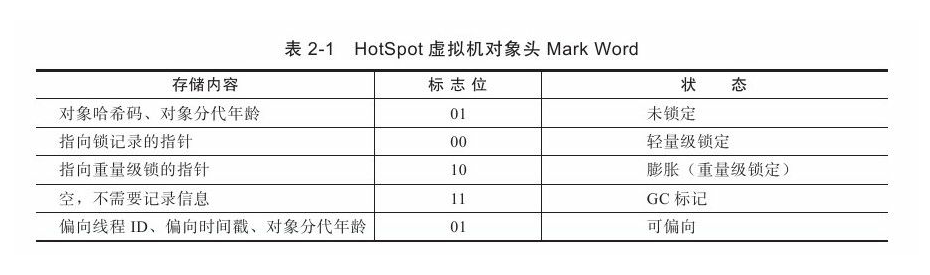 表 2-1 HotSpot 虚拟机对象头 Mark Word
存储内容 标志位 状态
对象哈希码、对象分代年龄 01 未锁定
指向锁记录的指针 00 轻量级锁定
指向重量级锁的指针 10 膨胀（重量级锁定）
空，不需要记录信息 11 GC 标记
偏向线程 ID、偏向时间戳、对象分代年龄 01 可偏向